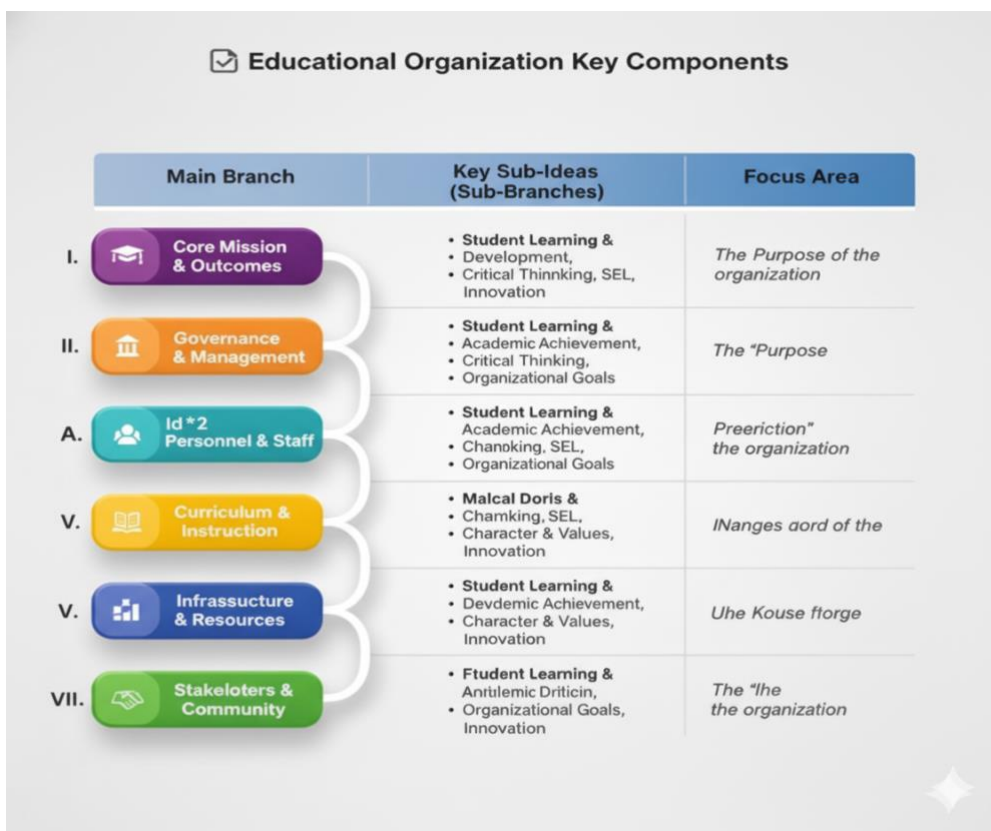 Educational Organization Key Components
Main Branch
Key Sub-Ideas
(Sub-Branches)
Focus Area
I.
Core Mission
& Outcomes
• Student Learning &
• Development,
• Critical Thinnking, SEL,
Innovation
The Purpose of the
organization
II.
Governance
& Management
• Student Learning &
• Academic Achievement,
• Critical Thinking,
• Organizational Goals
The "Purpose
A.
Id*2
Personnel & Staff
• Student Learning &
Academic Achievement,
• Chanoking, SEL,
• Organizational Goals
Preeriction"
the organization
V.
Curriculum &
Instruction
• Malcal Doris &
• Chamking, SEL,
• Character & Values,
Innovation
INanges aord of the
V.
Infrassucture
& Resources
• Student Learning &
• Devdemic Achievement,
• Character & Values,
Innovation
Uhe Kouse
VII.
Stakeloters &
Community
• Ftudent Learning &
• Organizational Goals,
Innovation
The "Ihe
the organization